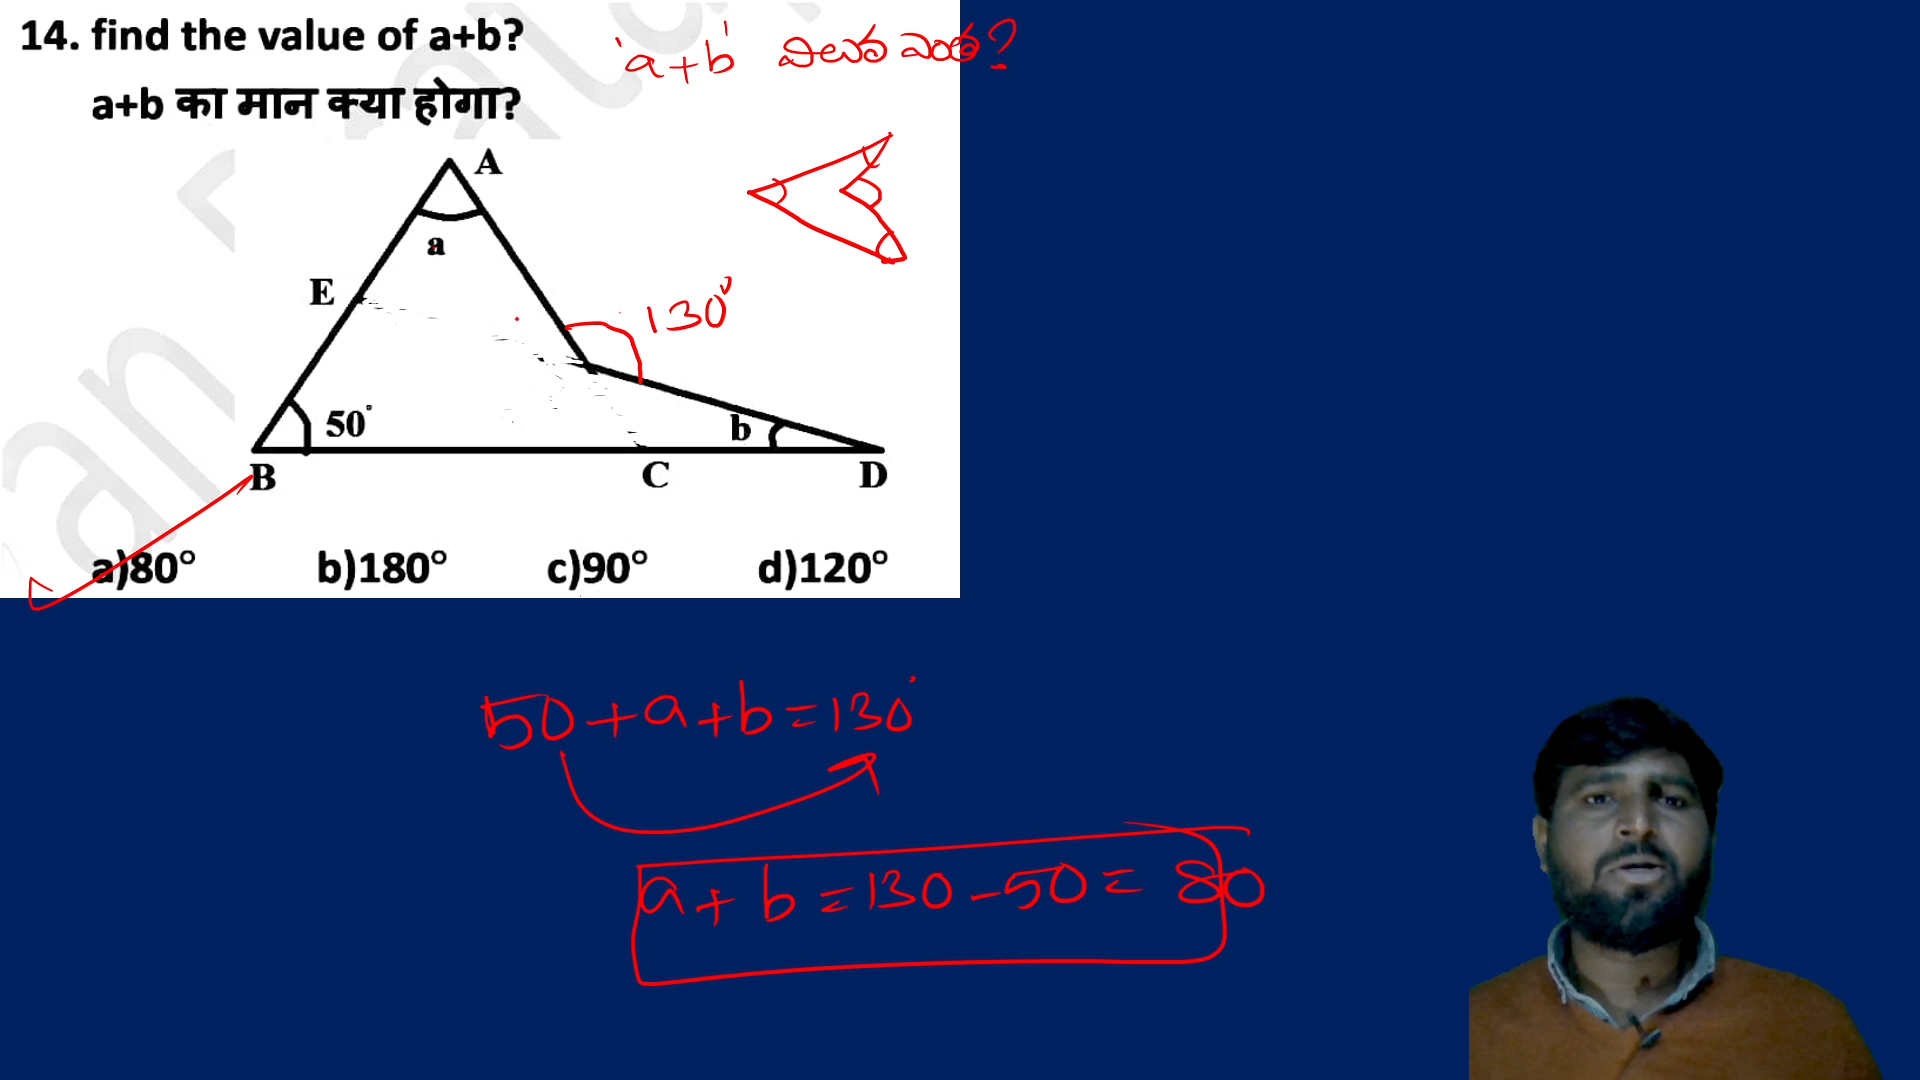 14. find the value of a+b?
'a+b' విలువ ఎంత?
a+b का मान क्या होगा?
A
a
E
130°
50°
b
B
C
D
a)80° b)180° c)90° d)120°
50+a+b=130°
a+b=130-50=80